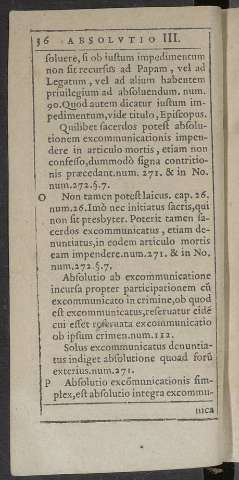 36 ABSOLVTIO III.
soluere, si ob iustum impedimentum
non sit recursus ad Papam, vel ad
Legatum, vel ad alium habentem
priuilegium ad absoluendum. num.
90. Quod autem dicatur iustum im-
pedimentum, vide titulo, Episcopus.
Quilibet sacerdos potest absolu-
tionem excommunicationis impen-
dere in articulo mortis, etiam non
confesso, dummodò signa contritio-
nis præcedant. num. 271. & in No.
num. 272. §. 7.
O Non tamen potest laicus. cap. 26.
num. 26. Imò nec initiatus sacris, qui
non sit presbyter. Poterit tamen sa-
cerdos excommunicatus, etiam de-
nuntiatus, in eodem articulo mortis
eam impendere. num. 271. & in No.
num. 272. §. 7.
Absolutio ab excommunicatione
incursa propter participationem cũ
excommunicato in crimine, ob quod
est excommunicatus, reseruatur eidẽ
cui esset reseruata excommunicatio
ob ipsum crimen. num. 112.
Solus excommunicatus denuntia-
tus indiget absolutione quoad forũ
exterius. num. 271.
P Absolutio excõmunicationis sim-
plex, est absolutio integra excommu-
nica